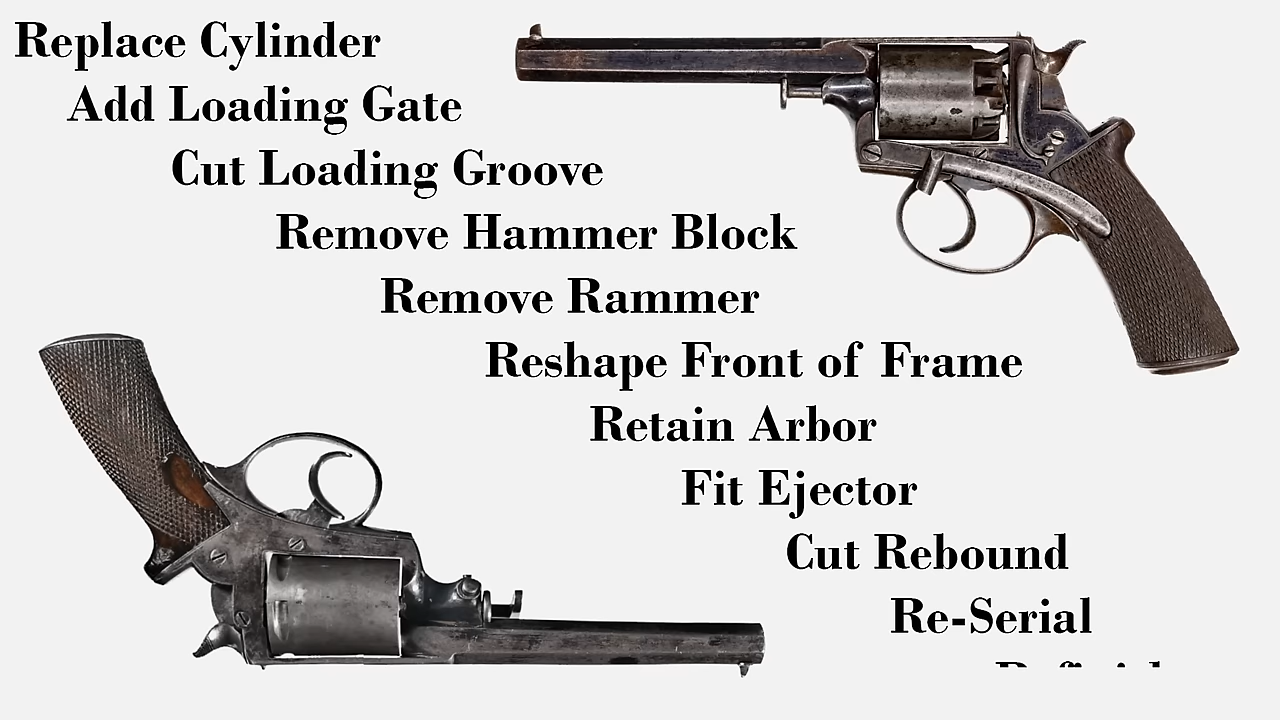 Replace Cylinder
Add Loading Gate
Cut Loading Groove
Remove Hammer Block
Remove Rammer
Reshape Front of Frame
Retain Arbor
Fit Ejector
Cut Rebound
Re-Serial